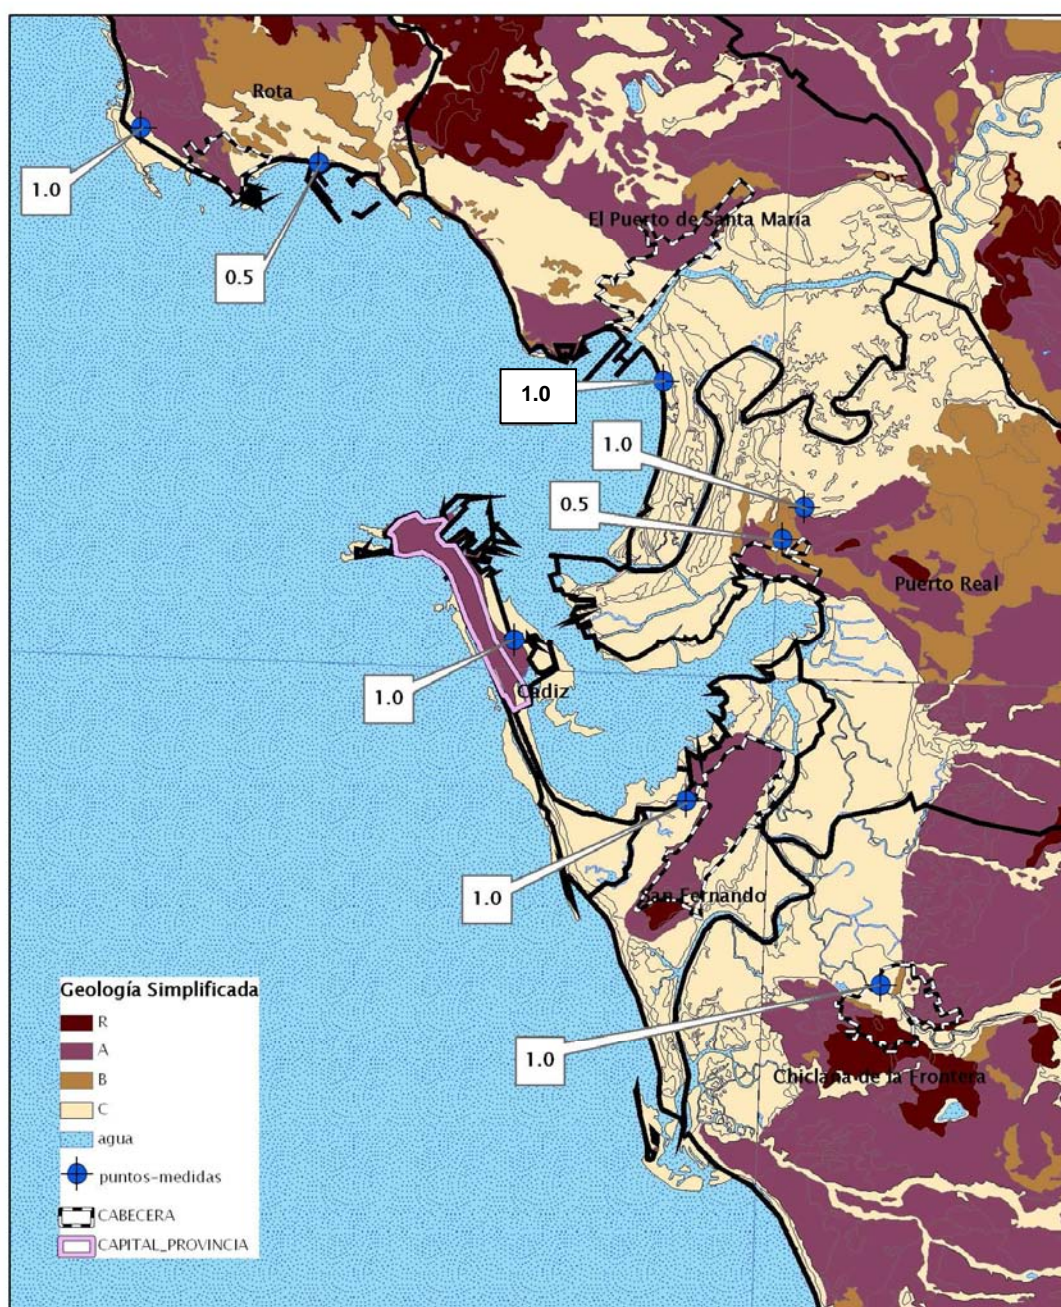 Rota
1.0
El Puerto de Santa María
0.5
1.0
1.0
0.5
Puerto Real
Cádiz
1.0
San Fernando
1.0
Geología Simplificada
R
A
B
C
agua
puntos-medidas
CABECERA
CAPITAL_PROVINCIA
1.0
Chiclana de la Frontera